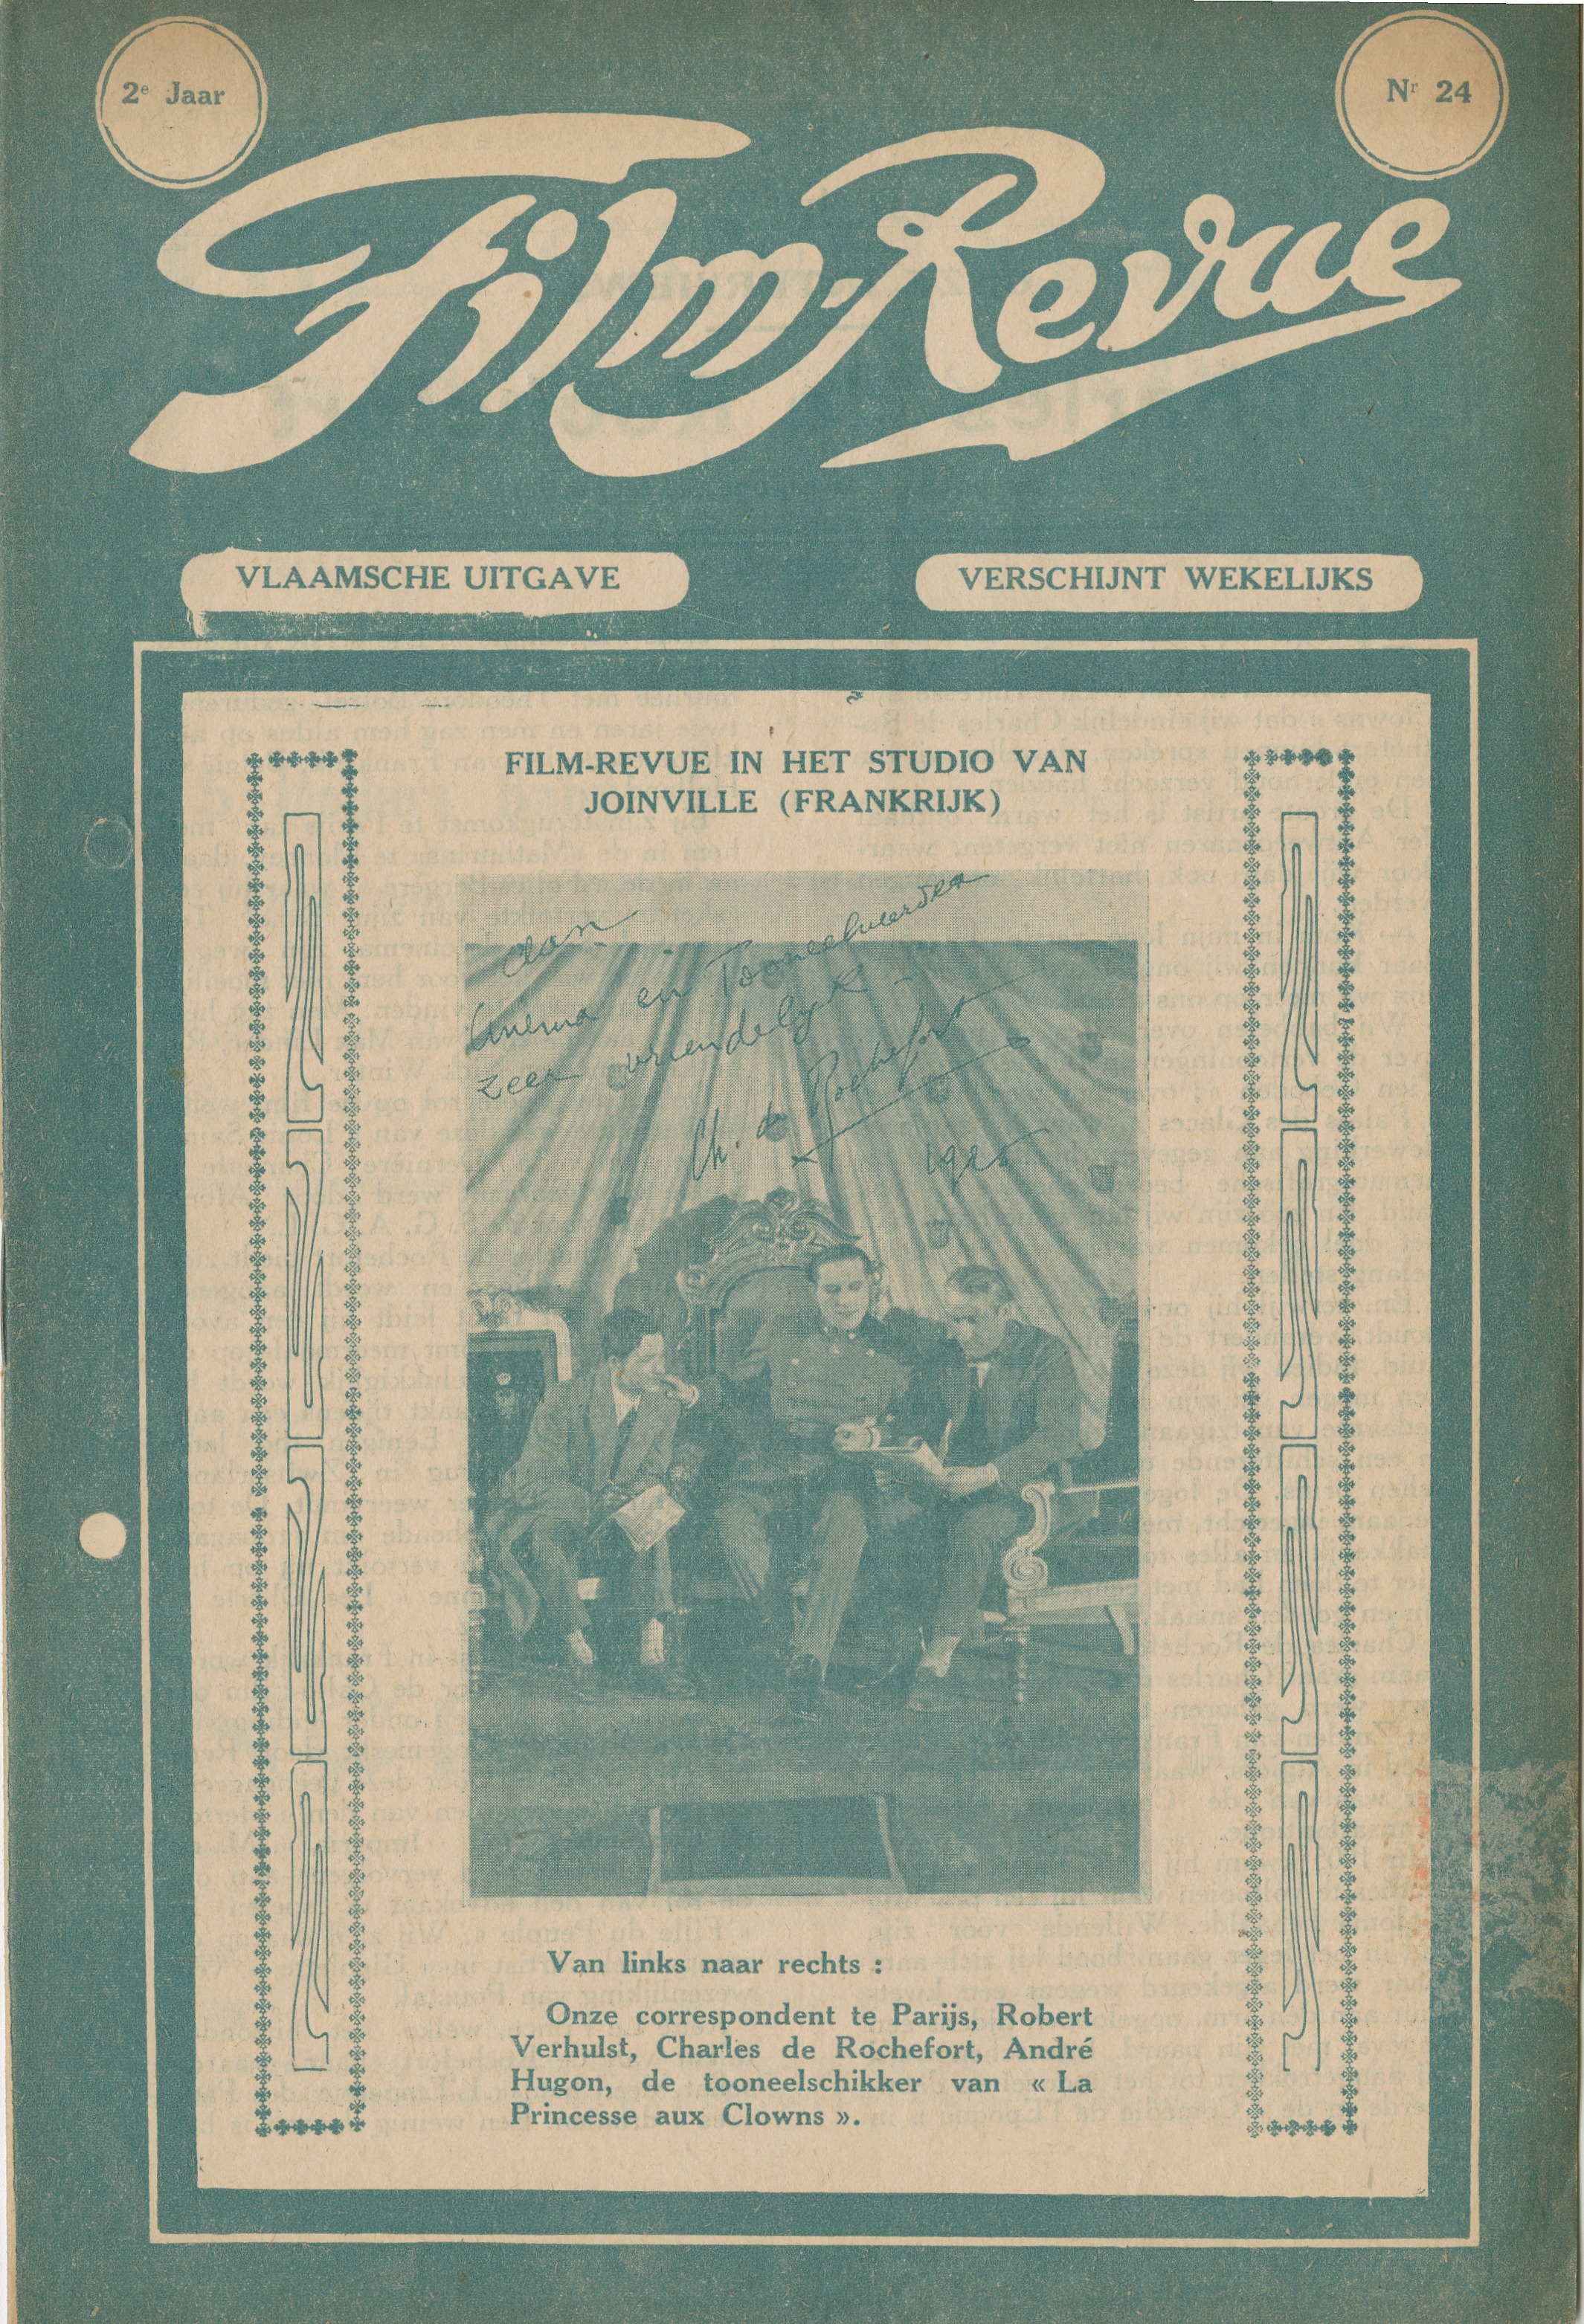 2e Jaar
Nr 24
Film-Revue
VLAAMSCHE UITGAVE
VERSCHIJNT WEKELIJKS
FILM-REVUE IN HET STUDIO VAN
JOINVILLE (FRANKRIJK)
aan
Cinema en Tooneelwereld
zeer vriendelijk -
Ch. de Rochefort
1925
Van links naar rechts :
Onze correspondent te Parijs, Robert
Verhulst, Charles de Rochefort, André
Hugon, de tooneelschikker van « La
Princesse aux Clowns ».